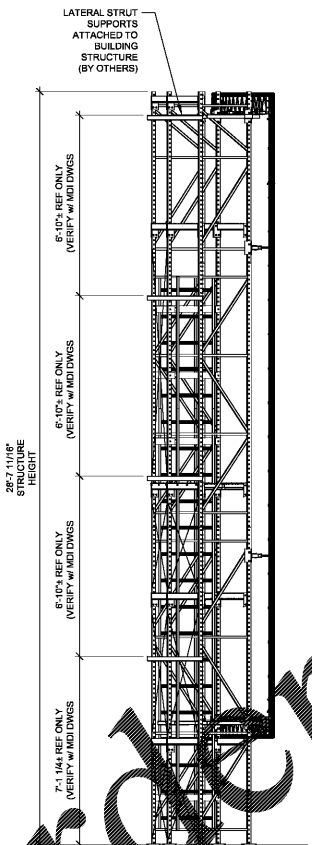 LATERAL STRUT
SUPPORTS
ATTACHED TO
BUILDING
STRUCTURE
(BY OTHERS)
6'-10"± REF ONLY
(VERIFY w/ MDI DWGS
6'-10"± REF ONLY
(VERIFY w/ MDI DWGS
28'-7 11/16"
STRUCTURE
HEIGHT
6'-10"± REF ONLY
(VERIFY w/ MDI DWGS
7'-1 1/4± REF ONLY
(VERIFY w/ MDI DWGS